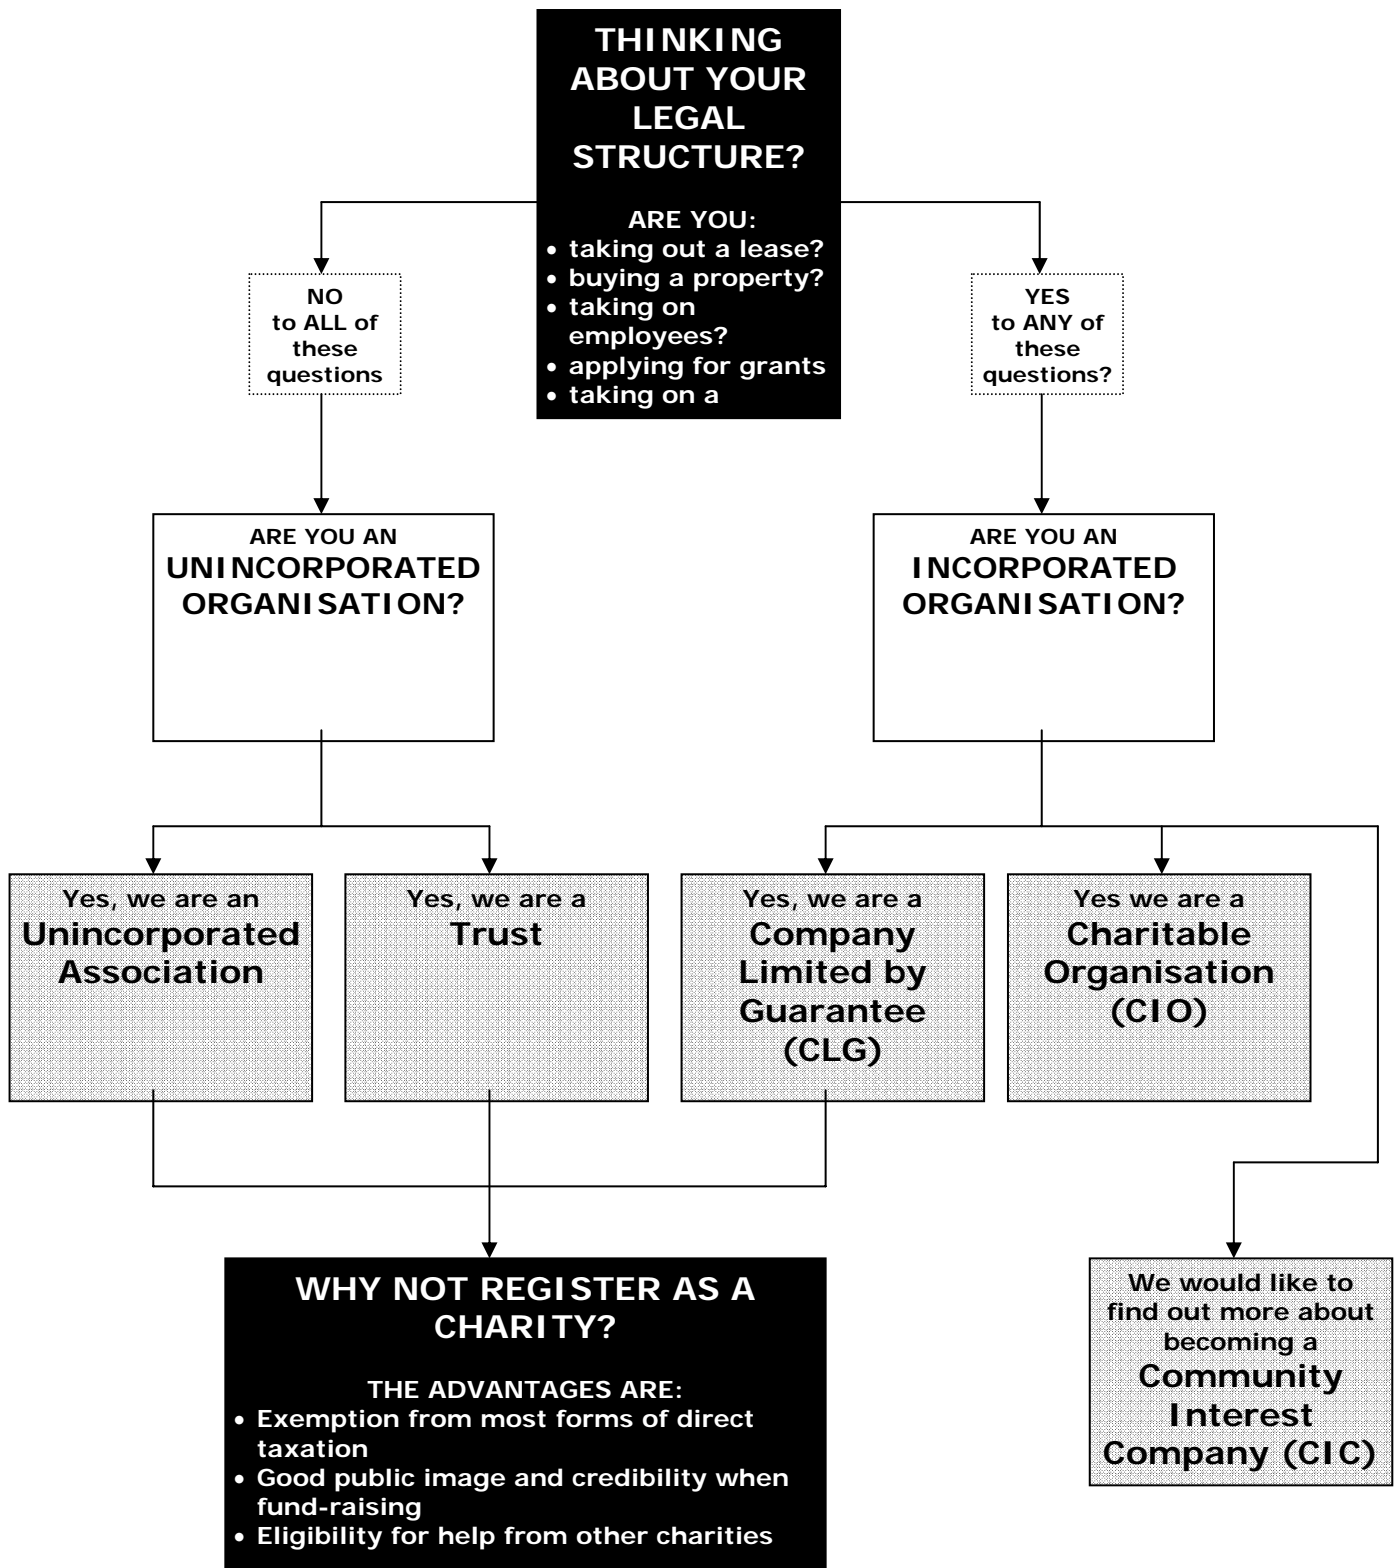 THINKING
ABOUT YOUR
LEGAL
STRUCTURE?
ARE YOU:
• taking out a lease?
• buying a property?
• taking on
employees?
• applying for grants
• taking on a
NO
to ALL of
these
questions
YES
to ANY of
these
questions?
ARE YOU AN
UNINCORPORATED
ORGANISATION?
ARE YOU AN
INCORPORATED
ORGANISATION?
Yes, we are an
Unincorporated
Association
Yes, we are a
Trust
Yes, we are a
Company
Limited by
Guarantee
(CLG)
Yes we are a
Charitable
Organisation
(CIO)
WHY NOT REGISTER AS A
CHARITY?
THE ADVANTAGES ARE:
• Exemption from most forms of direct
taxation
• Good public image and credibility when
fund-raising
• Eligibility for help from other charities
We would like to
find out more about
becoming a
Community
Interest
Company (CIC)